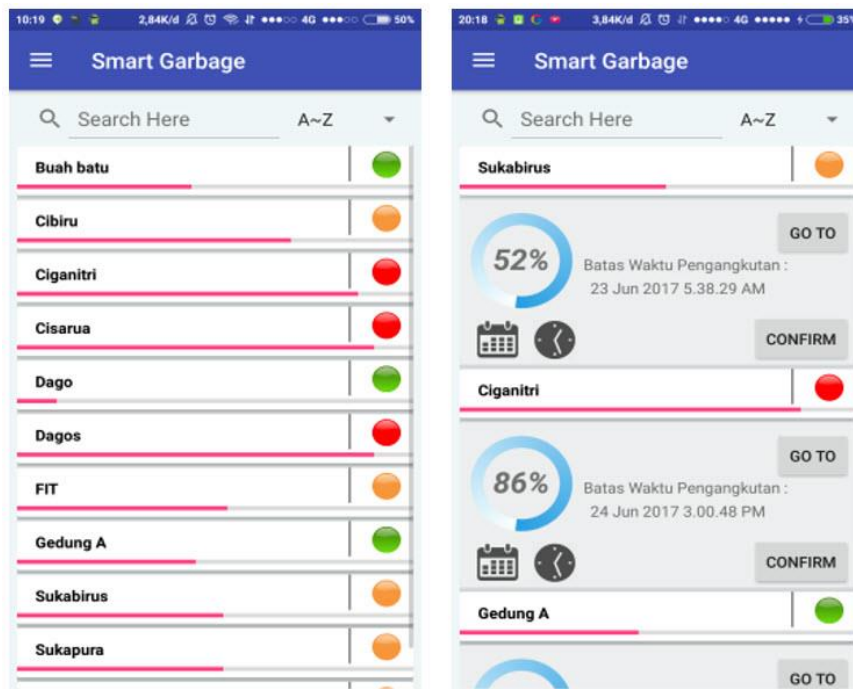 10:19 2,84K/d 4G 50%
Smart Garbage
Search Here A~Z
Buah batu
Cibiru
Ciganitri
Cisarua
Dago
Dagos
FIT
Gedung A
Sukabirus
Sukapura
20:18 3,84K/d 4G 35%
Smart Garbage
Search Here A~Z
Sukabirus
GO TO
52%
Batas Waktu Pengangkutan :
23 Jun 2017 5.38.29 AM
CONFIRM
Ciganitri
GO TO
86%
Batas Waktu Pengangkutan :
24 Jun 2017 3.00.48 PM
CONFIRM
Gedung A
GO TO